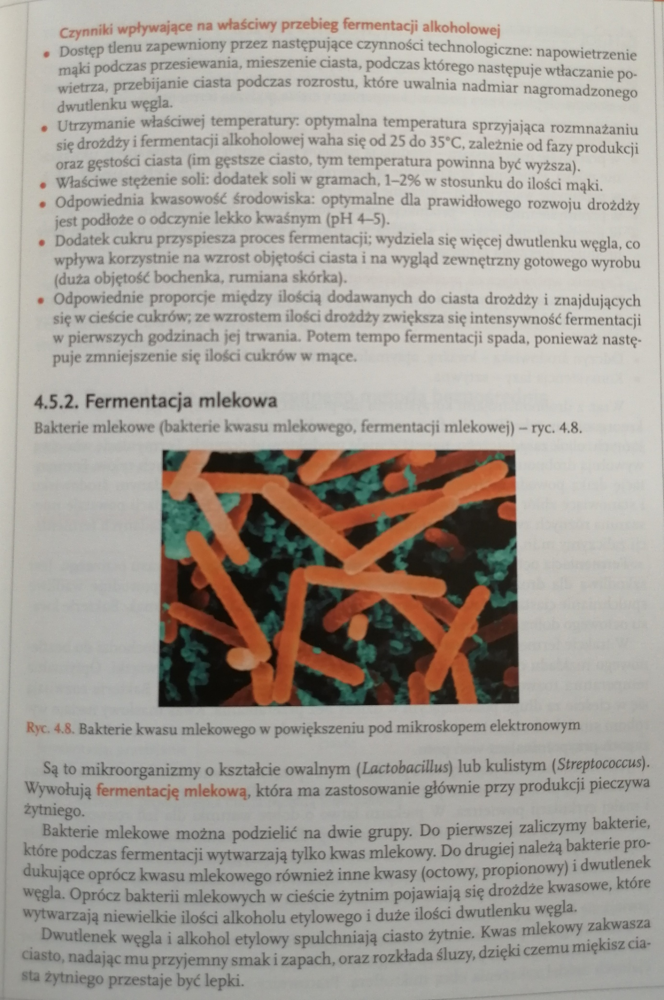 Czynniki wpływające na właściwy przebieg fermentacji alkoholowej
• Dostęp tlenu zapewniony przez następujące czynności technologiczne: napowietrzenie
mąki podczas przesiewania, mieszenie ciasta, podczas którego następuje wtłaczanie po-
wietrza, przebijanie ciasta podczas rozrostu, które uwalnia nadmiar nagromadzonego
dwutlenku węgla.
• Utrzymanie właściwej temperatury: optymalna temperatura sprzyjająca rozmnażaniu
się drożdży i fermentacji alkoholowej waha się od 25 do 35°C, zależnie od fazy produkcji
oraz gęstości ciasta (im gęstsze ciasto, tym temperatura powinna być wyższa).
• Właściwe stężenie soli: dodatek soli w gramach, 1–2% w stosunku do ilości mąki.
• Odpowiednia kwasowość środowiska: optymalne dla prawidłowego rozwoju drożdży
jest podłoże o odczynie lekko kwaśnym (pH 4–5).
• Dodatek cukru przyspiesza proces fermentacji; wydziela się więcej dwutlenku węgla, co
wpływa korzystnie na wzrost objętości ciasta i na wygląd zewnętrzny gotowego wyrobu
(duża objętość bochenka, rumiana skórka).
• Odpowiednie proporcje między ilością dodawanych do ciasta drożdży i znajdujących
się w cieście cukrów; ze wzrostem ilości drożdży zwiększa się intensywność fermentacji
w pierwszych godzinach jej trwania. Potem tempo fermentacji spada, ponieważ nastę-
puje zmniejszenie się ilości cukrów w mące.
4.5.2. Fermentacja mlekowa
Bakterie mlekowe (bakterie kwasu mlekowego, fermentacji mlekowej) – ryc. 4.8.
Ryc. 4.8. Bakterie kwasu mlekowego w powiększeniu pod mikroskopem elektronowym
Są to mikroorganizmy o kształcie owalnym (Lactobacillus) lub kulistym (Streptococcus).
Wywołują fermentację mlekową, która ma zastosowanie głównie przy produkcji pieczywa
żytniego.
Bakterie mlekowe można podzielić na dwie grupy. Do pierwszej zaliczymy bakterie,
które podczas fermentacji wytwarzają tylko kwas mlekowy. Do drugiej należą bakterie pro-
dukujące oprócz kwasu mlekowego również inne kwasy (octowy, propionowy) i dwutlenek
węgla. Oprócz bakterii mlekowych w cieście żytnim pojawiają się drożdże kwasowe, które
wytwarzają niewielkie ilości alkoholu etylowego i duże ilości dwutlenku węgla.
Dwutlenek węgla i alkohol etylowy spulchniają ciasto żytnie. Kwas mlekowy zakwasza
ciasto, nadając mu przyjemny smak i zapach, oraz rozkłada śluzy, dzięki czemu miękisz cia-
sta żytniego przestaje być lepki.